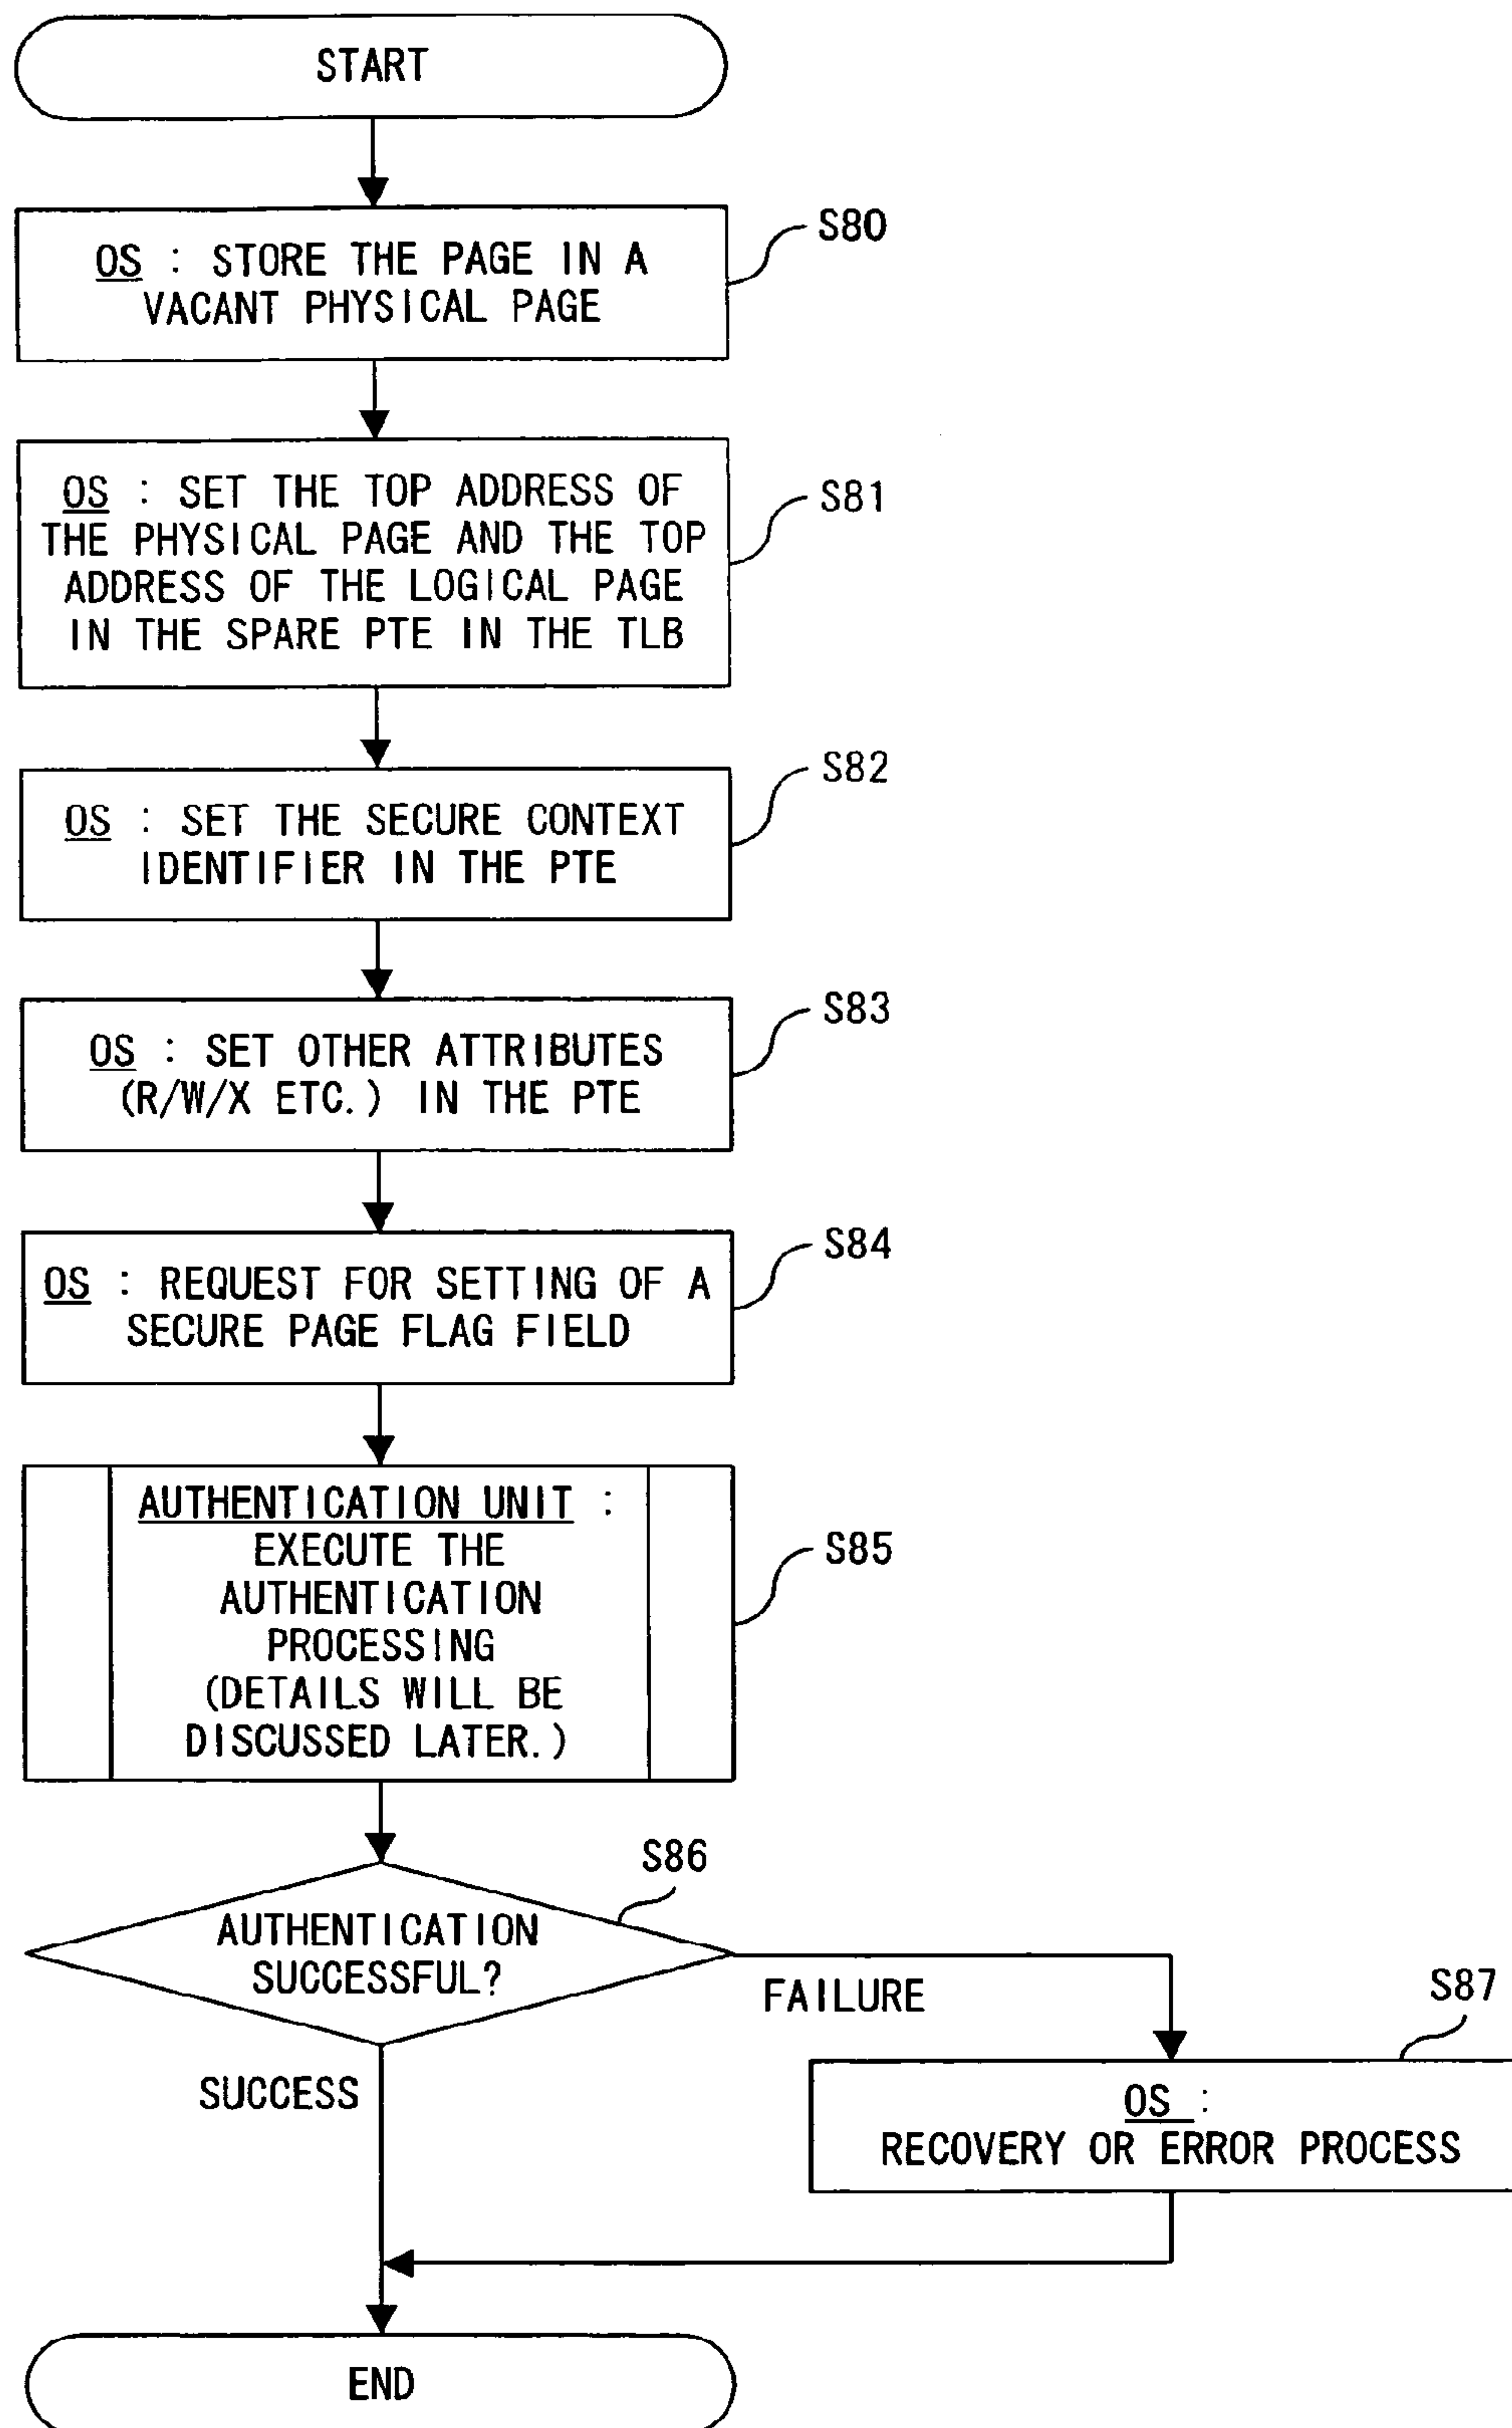 START
S80
OS : STORE THE PAGE IN A
VACANT PHYSICAL PAGE
S81
OS : SET THE TOP ADDRESS OF
THE PHYSICAL PAGE AND THE TOP
ADDRESS OF THE LOGICAL PAGE
IN THE SPARE PTE IN THE TLB
S82
OS : SET THE SECURE CONTEXT
IDENTIFIER IN THE PTE
S83
OS : SET OTHER ATTRIBUTES
(R/W/X ETC.) IN THE PTE
S84
OS : REQUEST FOR SETTING OF A
SECURE PAGE FLAG FIELD
S85
AUTHENTICATION UNIT :
EXECUTE THE
AUTHENTICATION
PROCESSING
(DETAILS WILL BE
DISCUSSED LATER.)
S86
AUTHENTICATION
SUCCESSFUL?
FAILURE
S87
SUCCESS
OS :
RECOVERY OR ERROR PROCESS
END